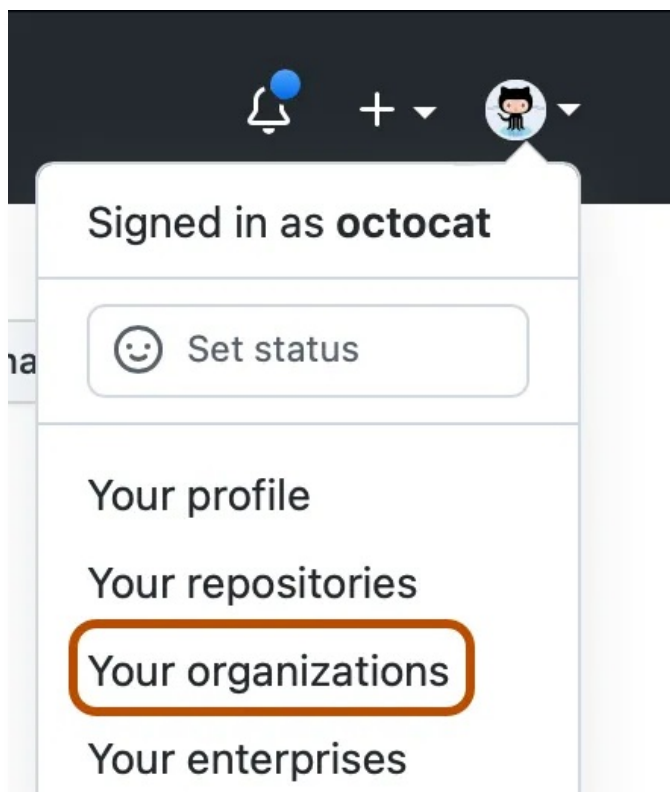 Signed in as octocat
Set status
Your profile
Your repositories
Your organizations
Your enterprises